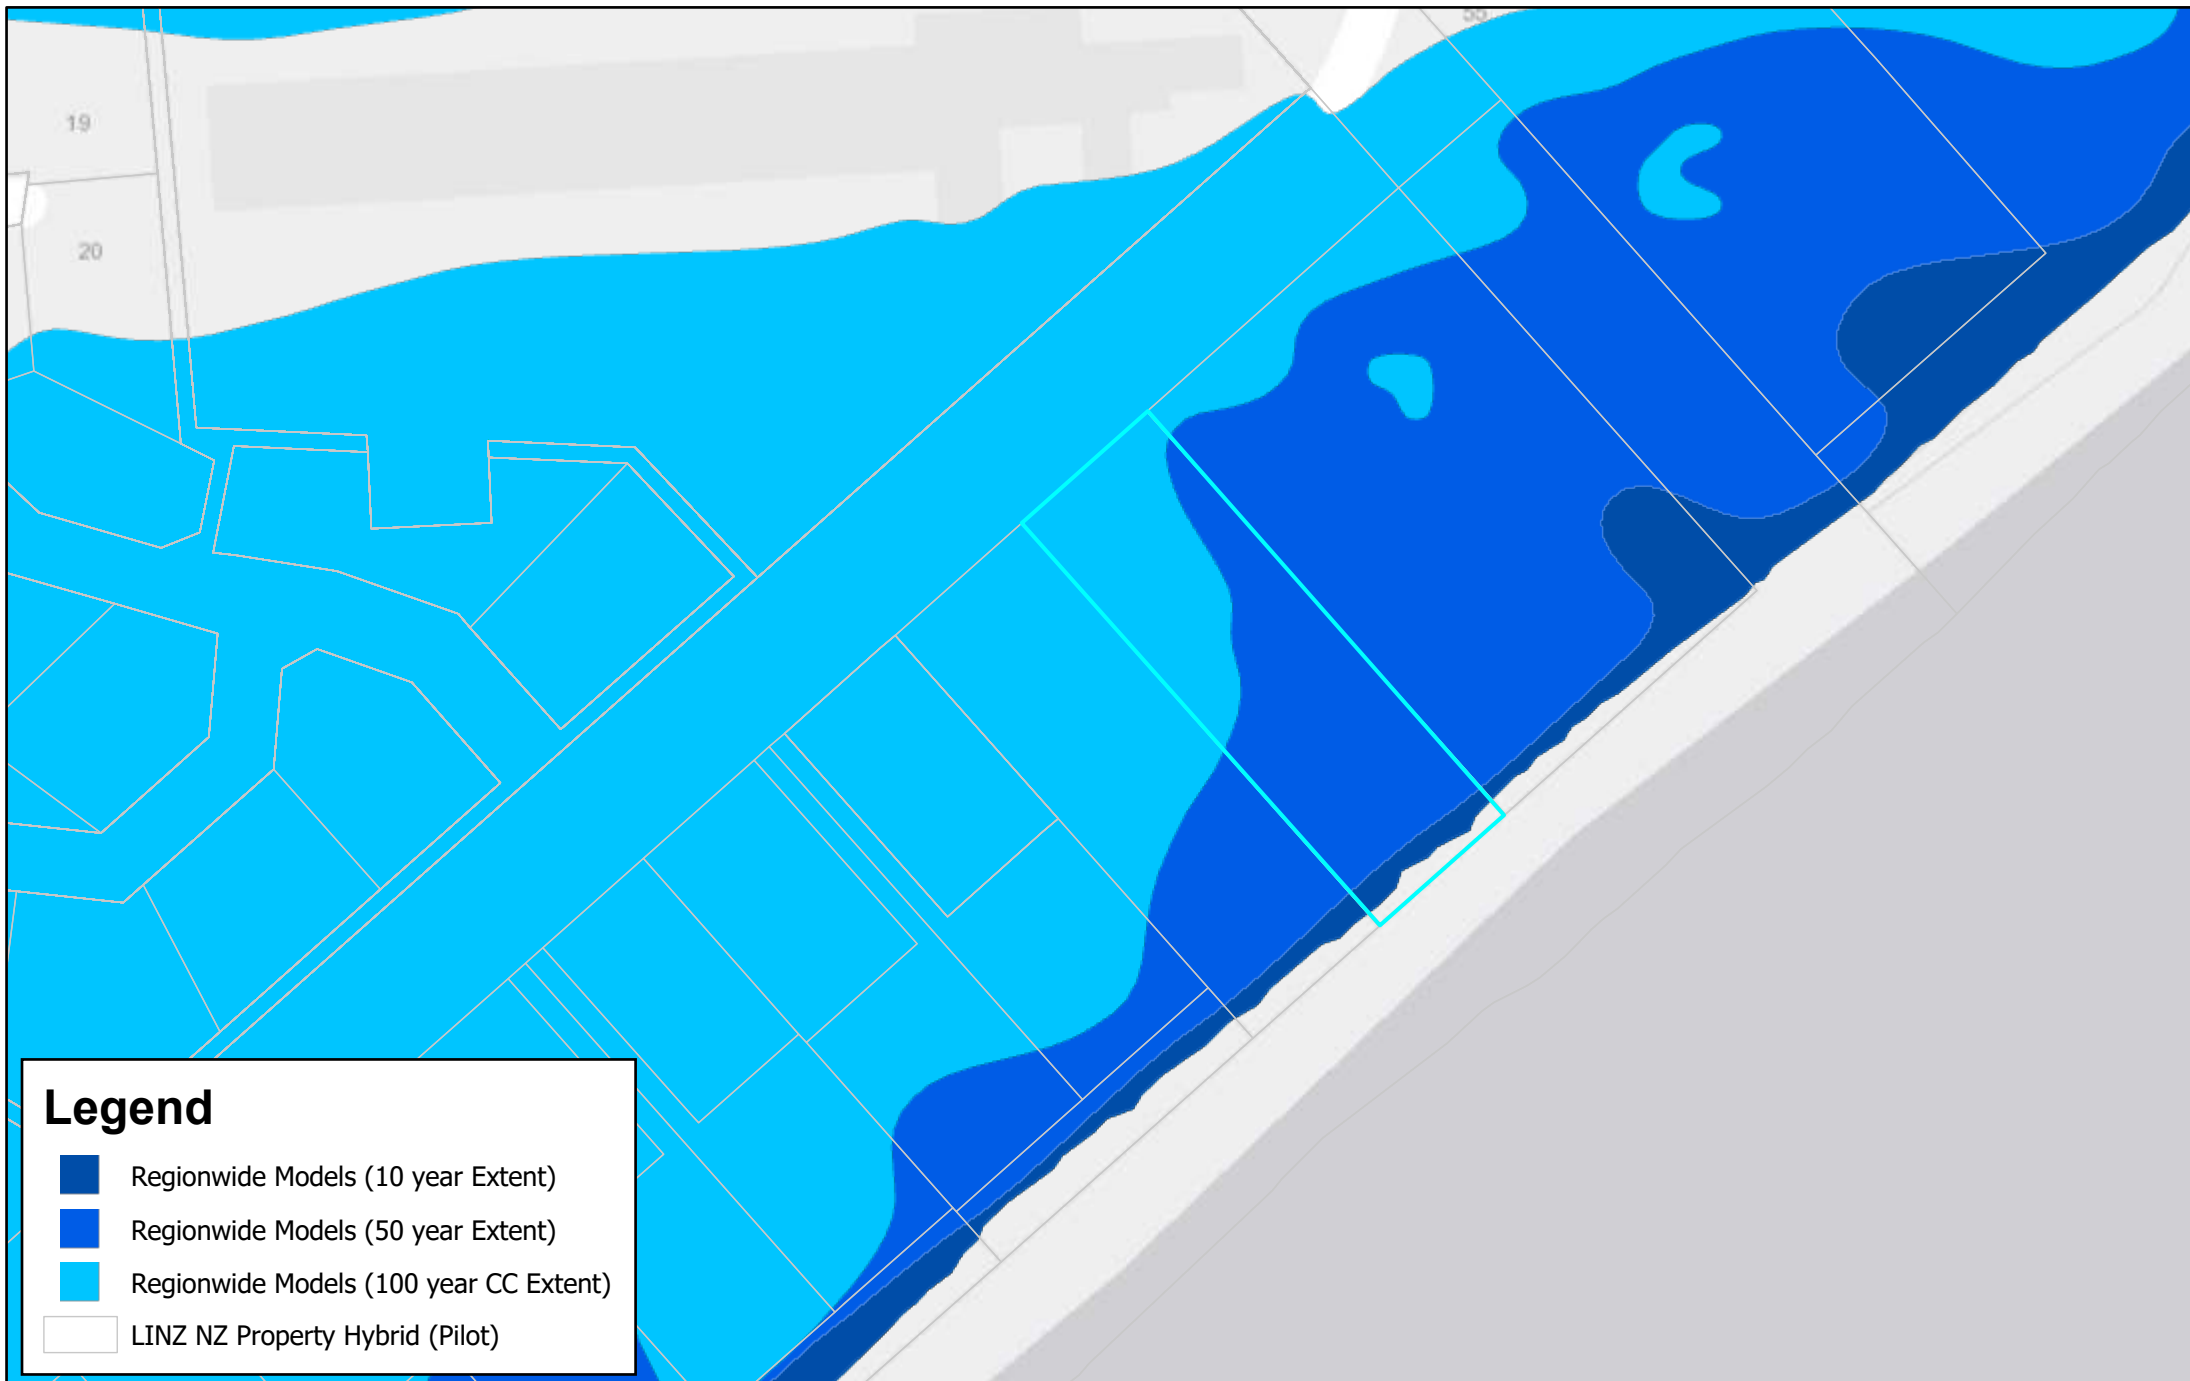 55
19
20
Legend
Regionwide Models (10 year Extent)
Regionwide Models (50 year Extent)
Regionwide Models (100 year CC Extent)
LINZ NZ Property Hybrid (Pilot)